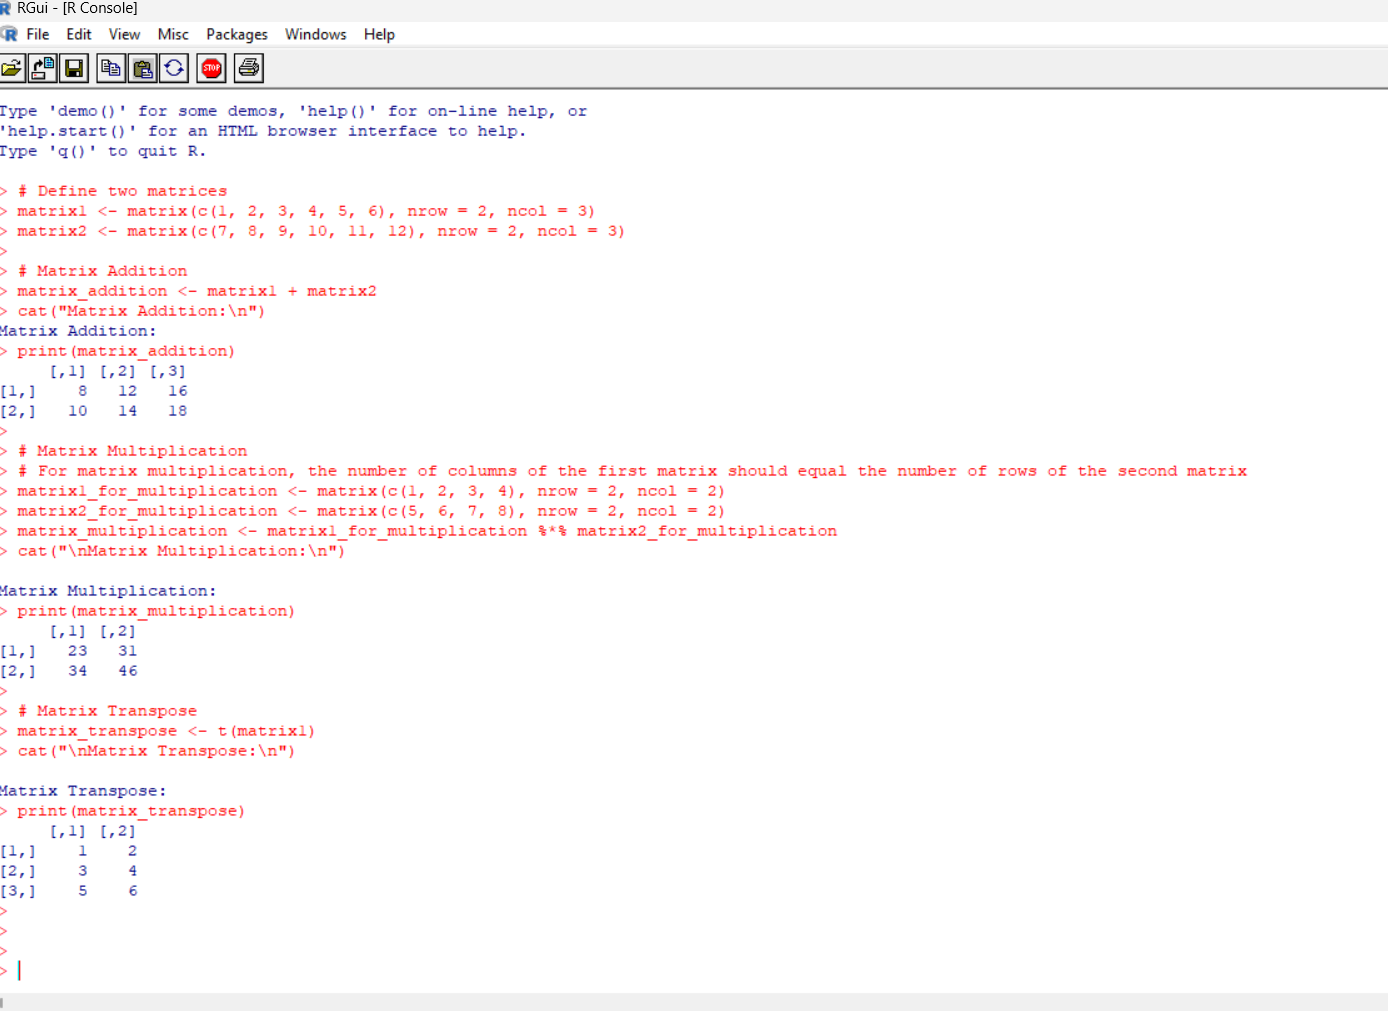 RGui - [R Console]
File Edit View Misc Packages Windows Help
STOP
Type 'demo()' for some demos, 'help()' for on-line help, or
'help.start()' for an HTML browser interface to help.
Type 'q()' to quit R.
> # Define two matrices
> matrix1 <- matrix(c(1, 2, 3, 4, 5, 6), nrow = 2, ncol = 3)
> matrix2 <- matrix(c(7, 8, 9, 10, 11, 12), nrow = 2, ncol = 3)
>
> # Matrix Addition
> matrix_addition <- matrix1 + matrix2
> cat("Matrix Addition:\n")
Matrix Addition:
> print(matrix_addition)
     [,1] [,2] [,3]
[1,]    8   12   16
[2,]   10   14   18
>
> # Matrix Multiplication
> # For matrix multiplication, the number of columns of the first matrix should equal the number of rows of the second matrix
> matrix1_for_multiplication <- matrix(c(1, 2, 3, 4), nrow = 2, ncol = 2)
> matrix2_for_multiplication <- matrix(c(5, 6, 7, 8), nrow = 2, ncol = 2)
> matrix_multiplication <- matrix1_for_multiplication %*% matrix2_for_multiplication
> cat("\nMatrix Multiplication:\n")
Matrix Multiplication:
> print(matrix_multiplication)
     [,1] [,2]
[1,]   23   31
[2,]   34   46
>
> # Matrix Transpose
> matrix_transpose <- t(matrix1)
> cat("\nMatrix Transpose:\n")
Matrix Transpose:
> print(matrix_transpose)
     [,1] [,2]
[1,]    1    2
[2,]    3    4
[3,]    5    6
>
>
>
>